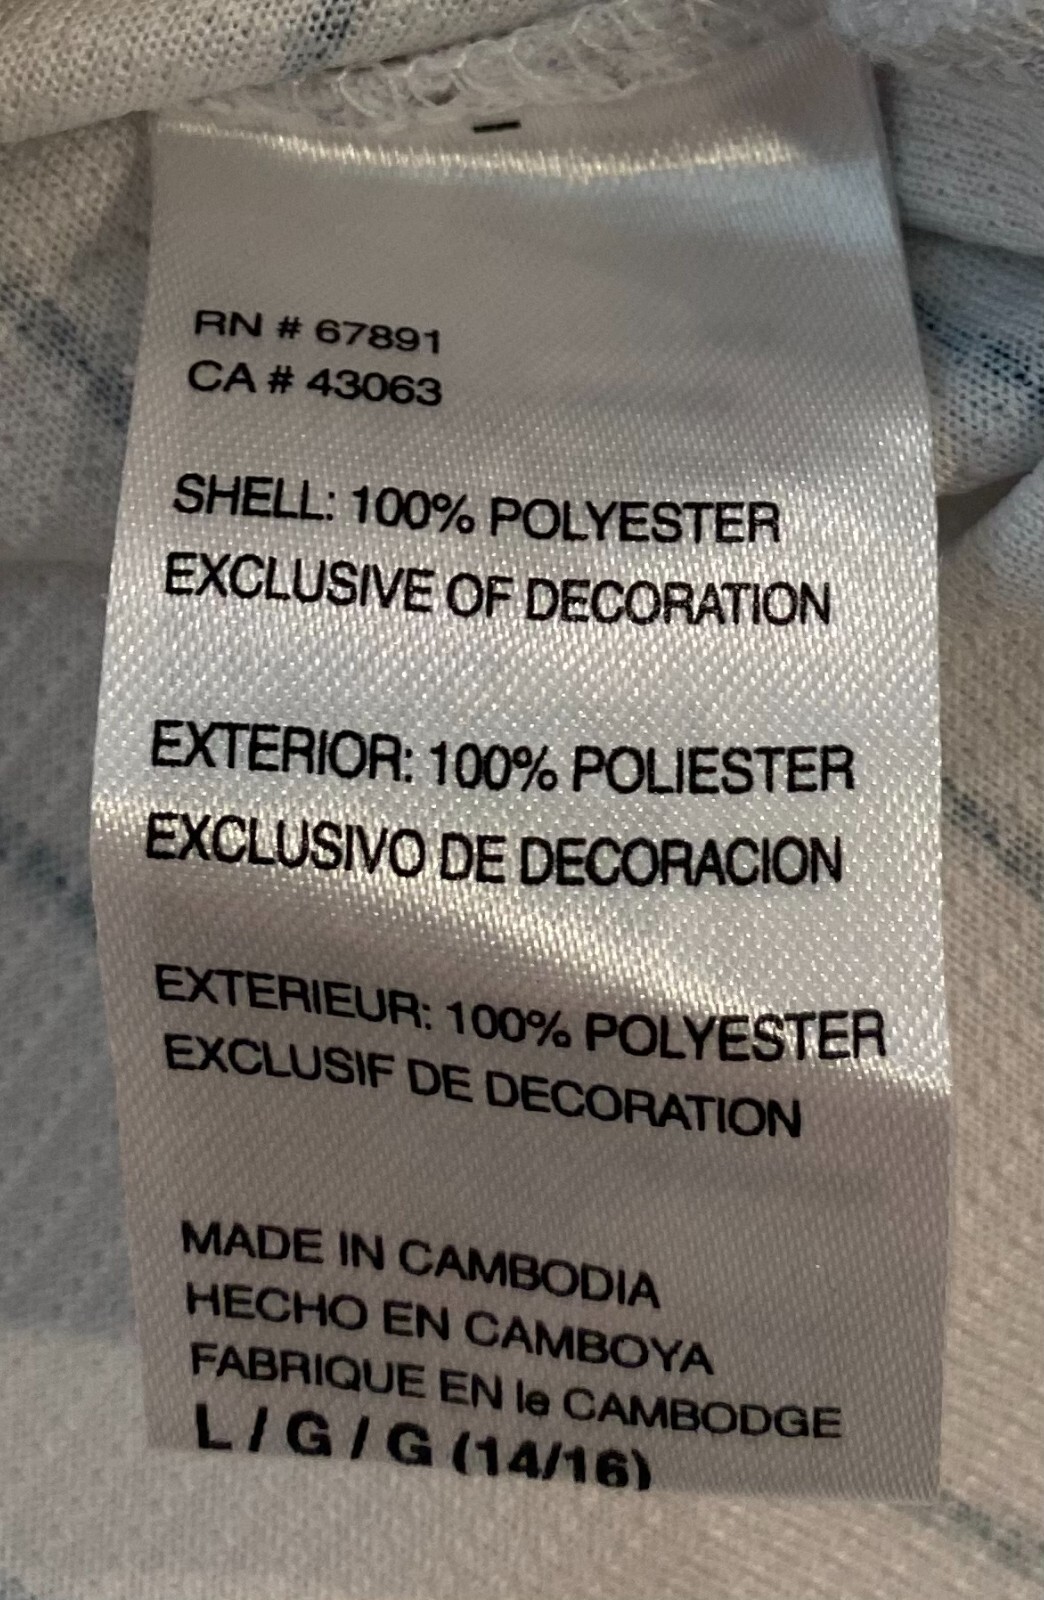 RN # 67891
CA # 43063
SHELL: 100% POLYESTER
EXCLUSIVE OF DECORATION
EXTERIOR: 100% POLIESTER
EXCLUSIVO DE DECORACION
EXTERIEUR: 100% POLYESTER
EXCLUSIF DE DECORATION
MADE IN CAMBODIA
HECHO EN CAMBOYA
FABRIQUE EN le CAMBODGE
L / G / G (14/16)